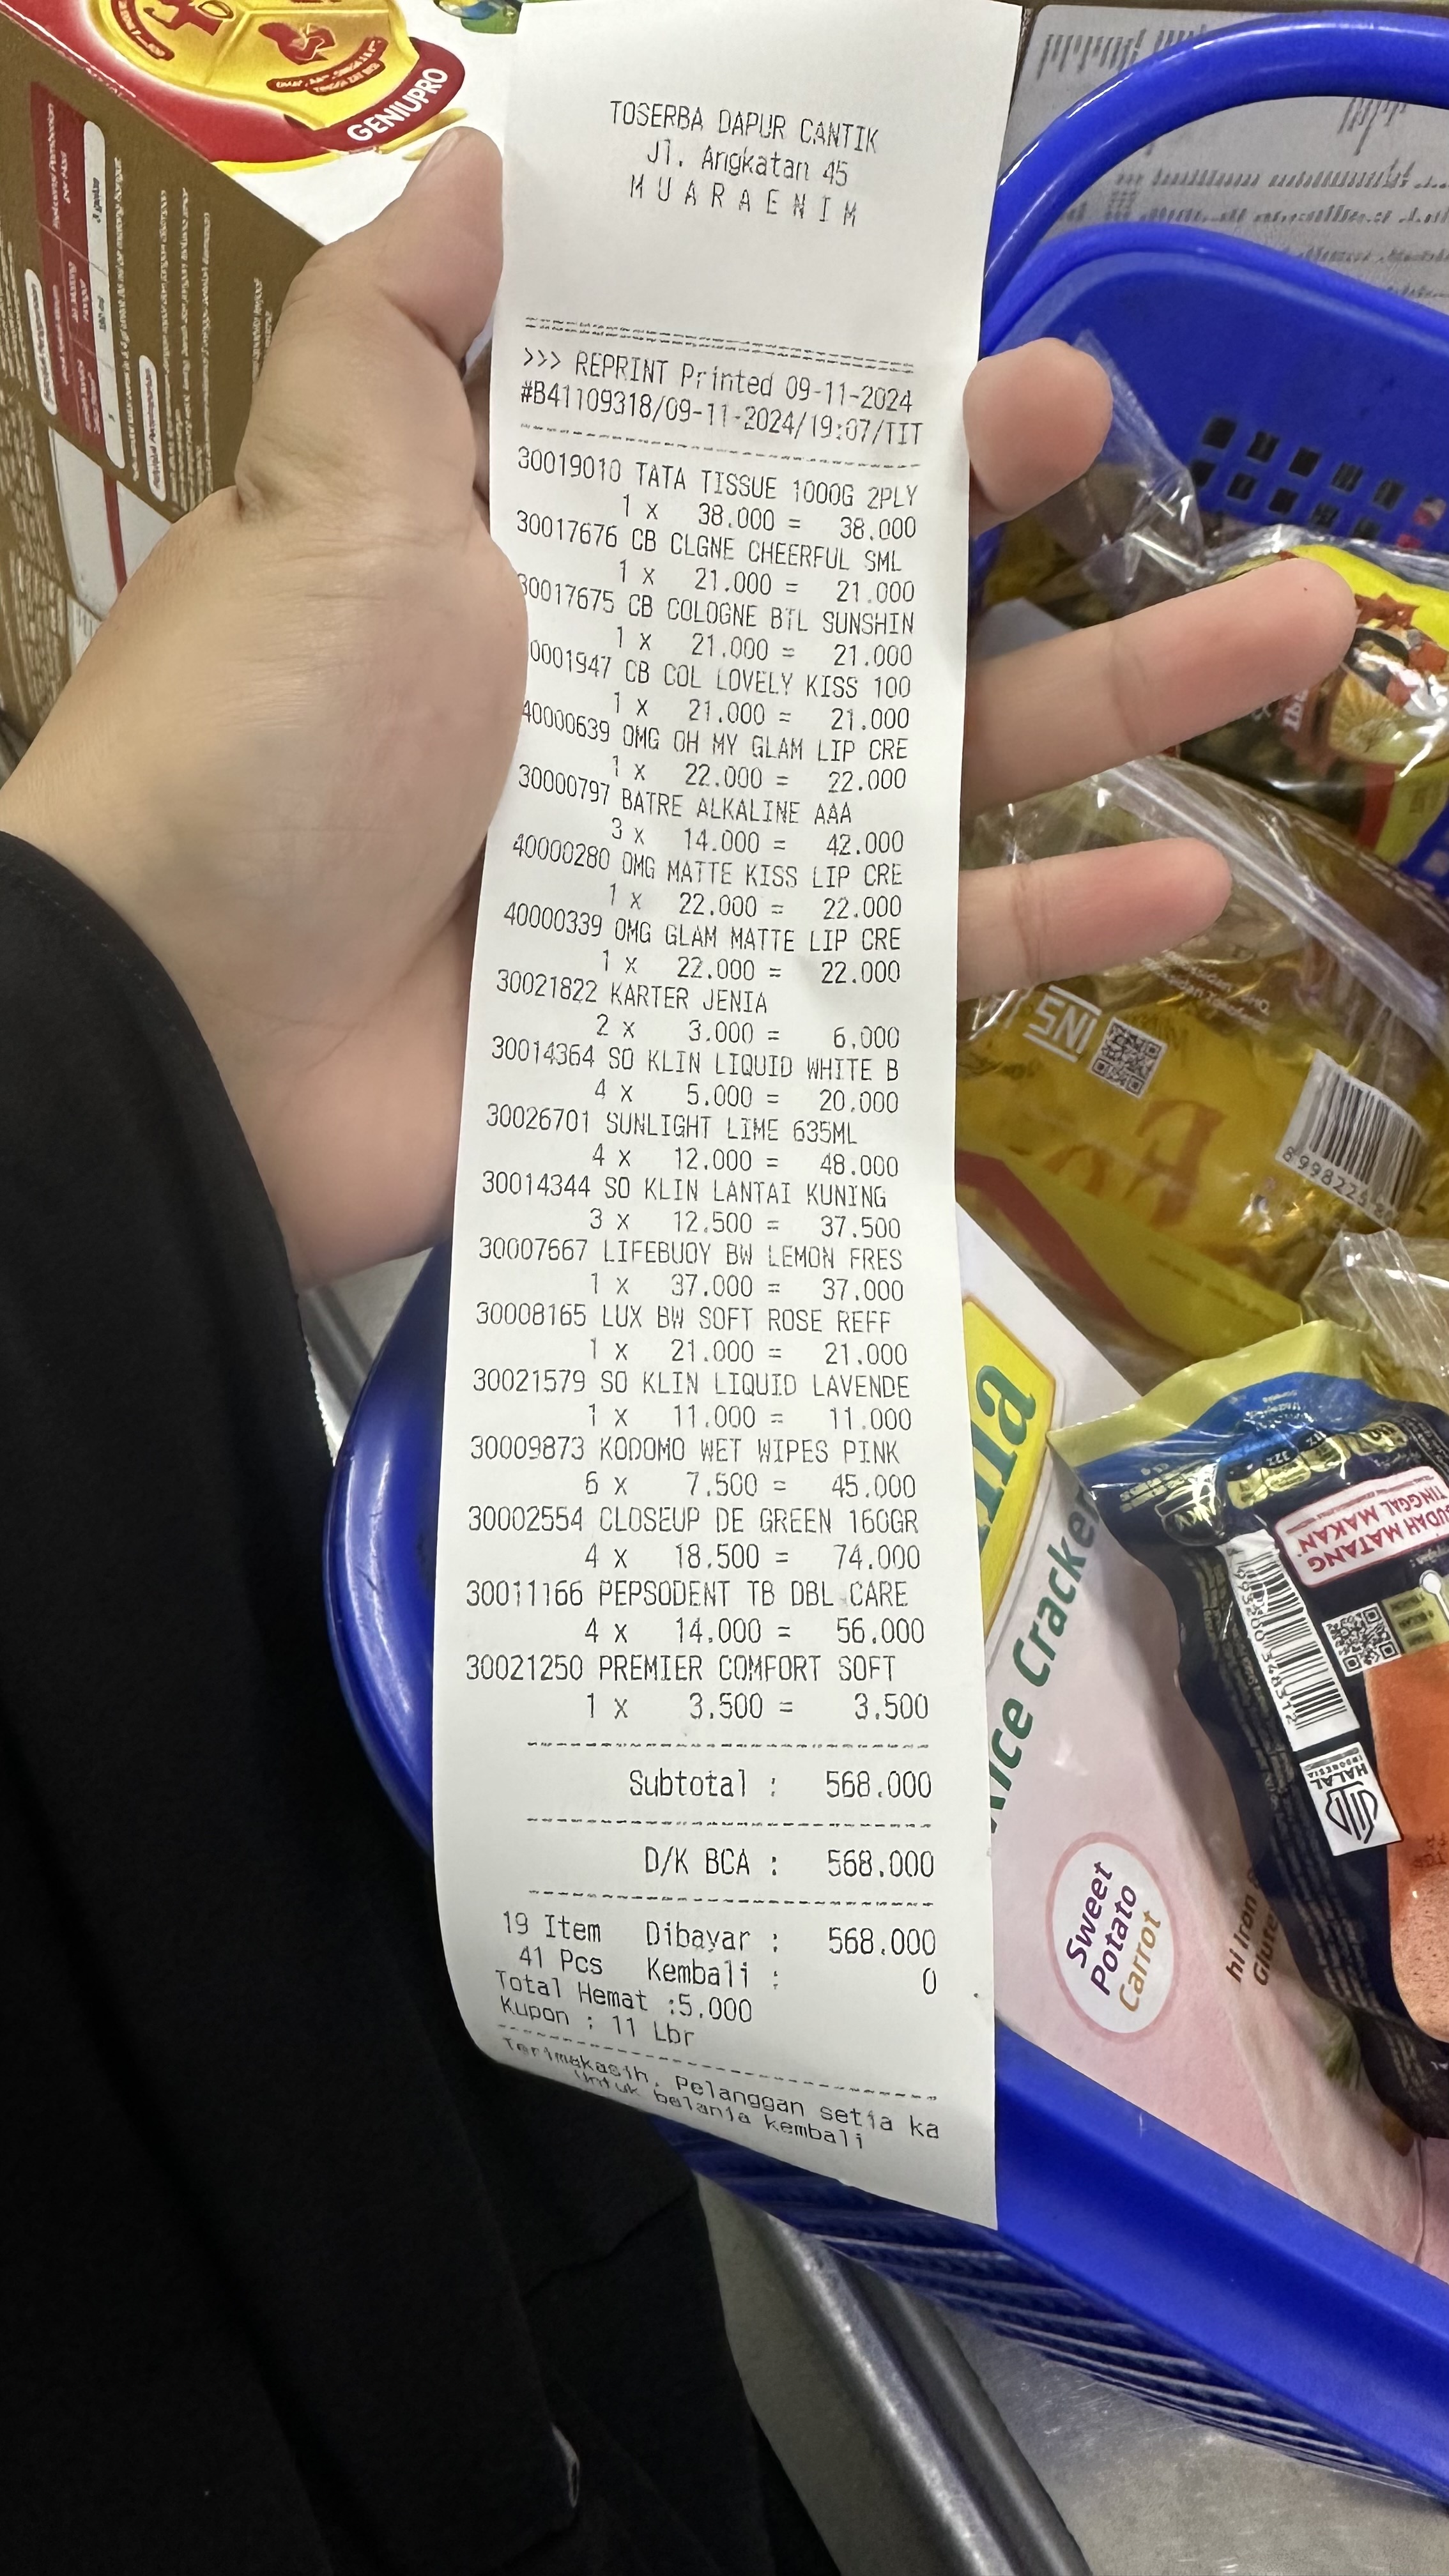 TOSERBA DAPUR CANTIK
Jl. Angkatan 45
M U A R A E N I M
>>> REPRINT Printed 09-11-2024
#B41109318/09-11-2024/19:07/TIT
30019010 TATA TISSUE 1000G 2PLY
1 x 38.000 = 38.000
30017676 CB CLGNE CHEERFUL SML
1 x 21.000 = 21.000
30017675 CB COLOGNE BTL SUNSHIN
1 x 21.000 = 21.000
0001947 CB COL LOVELY KISS 100
1 x 21.000 = 21.000
40000639 OMG OH MY GLAM LIP CRE
1 x 22.000 = 22.000
30000797 BATRE ALKALINE AAA
3 x 14.000 = 42.000
40000280 OMG MATTE KISS LIP CRE
1 x 22.000 = 22.000
40000339 OMG GLAM MATTE LIP CRE
1 x 22.000 = 22.000
30021822 KARTER JENIA
2 x 3.000 = 6.000
30014364 SO KLIN LIQUID WHITE B
4 x 5.000 = 20.000
30026701 SUNLIGHT LIME 635ML
4 x 12.000 = 48.000
30014344 SO KLIN LANTAI KUNING
3 x 12.500 = 37.500
30007667 LIFEBUOY BW LEMON FRES
1 x 37.000 = 37.000
30008165 LUX BW SOFT ROSE REFF
1 x 21.000 = 21.000
30021579 SO KLIN LIQUID LAVENDE
1 x 11.000 = 11.000
30009873 KODOMO WET WIPES PINK
6 x 7.500 = 45.000
30002554 CLOSEUP DE GREEN 160GR
4 x 18.500 = 74.000
30011166 PEPSODENT TB DBL CARE
4 x 14.000 = 56.000
30021250 PREMIER COMFORT SOFT
1 x 3.500 = 3.500
Subtotal : 568.000
D/K BCA : 568.000
19 Item Dibayar : 568.000
41 Pcs Kembali : 0
Total Hemat :5.000
Kupon : 11 Lbr
Terimakasih, Pelanggan setia ka
Untuk belanja kembali
GENIUPRO
SNI
Rice Cracker
Sweet
Potato
Carrot
hi iron
SUDAH MATANG
TINGGAL MAKAN
HALAL
INDONESIA